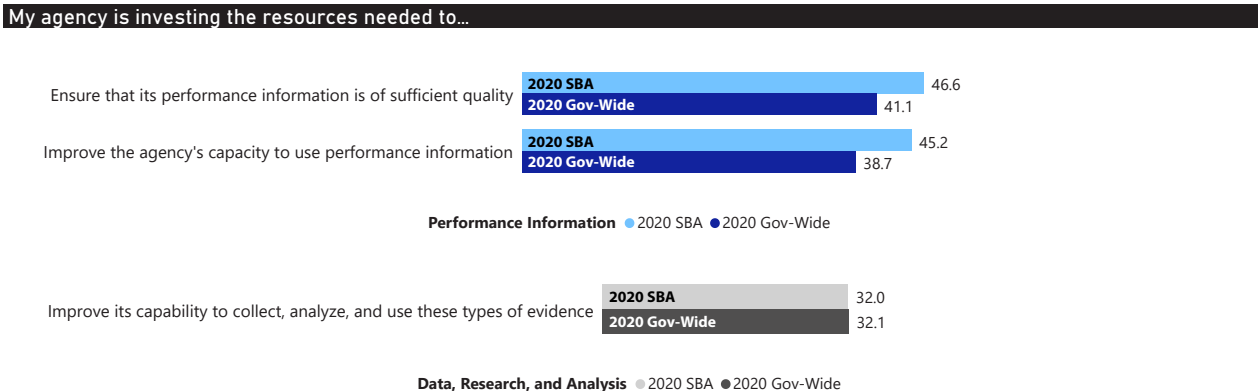 My agency is investing the resources needed to…
Ensure that its performance information is of sufficient quality
2020 SBA
46.6
2020 Gov-Wide
41.1
Improve the agency's capacity to use performance information
2020 SBA
45.2
2020 Gov-Wide
38.7
Performance Information 2020 SBA 2020 Gov-Wide
Improve its capability to collect, analyze, and use these types of evidence
2020 SBA
32.0
2020 Gov-Wide
32.1
Data, Research, and Analysis 2020 SBA 2020 Gov-Wide